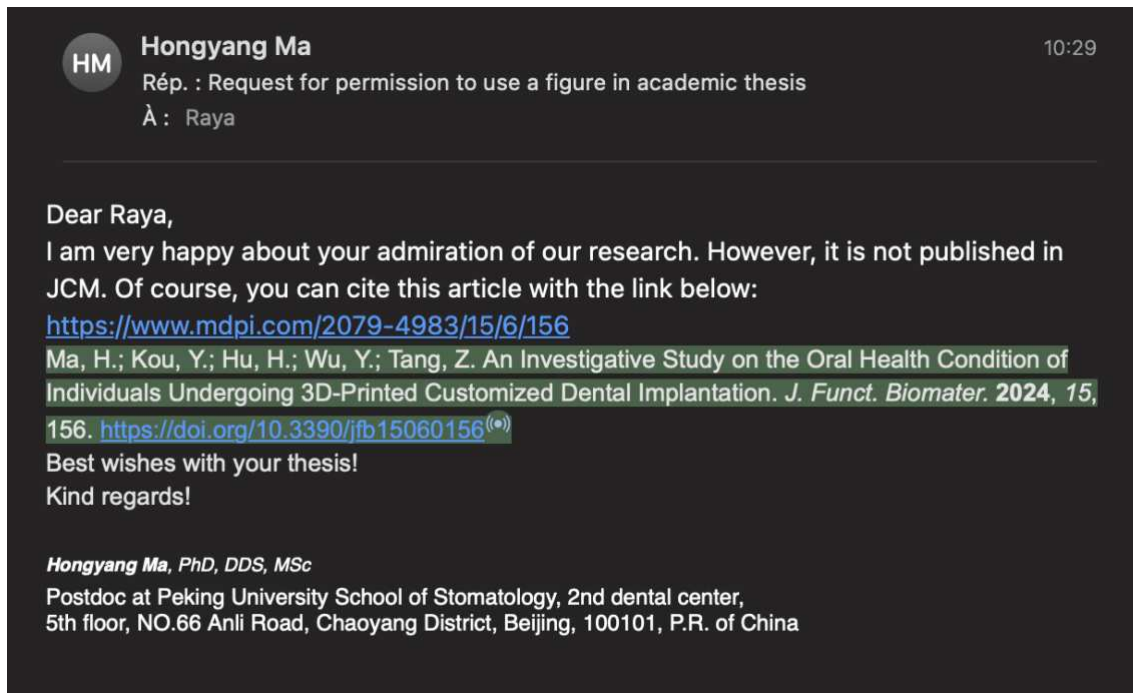 HM
Hongyang Ma
10:29
Rép. : Request for permission to use a figure in academic thesis
À : Raya
Dear Raya,
I am very happy about your admiration of our research. However, it is not published in
JCM. Of course, you can cite this article with the link below:
https://www.mdpi.com/2079-4983/15/6/156
Ma, H.; Kou, Y.; Hu, H.; Wu, Y.; Tang, Z. An Investigative Study on the Oral Health Condition of
Individuals Undergoing 3D-Printed Customized Dental Implantation. J. Funct. Biomater. 2024, 15,
156. https://doi.org/10.3390/jfb15060156
Best wishes with your thesis!
Kind regards!
Hongyang Ma, PhD, DDS, MSc
Postdoc at Peking University School of Stomatology, 2nd dental center,
5th floor, NO.66 Anli Road, Chaoyang District, Beijing, 100101, P.R. of China